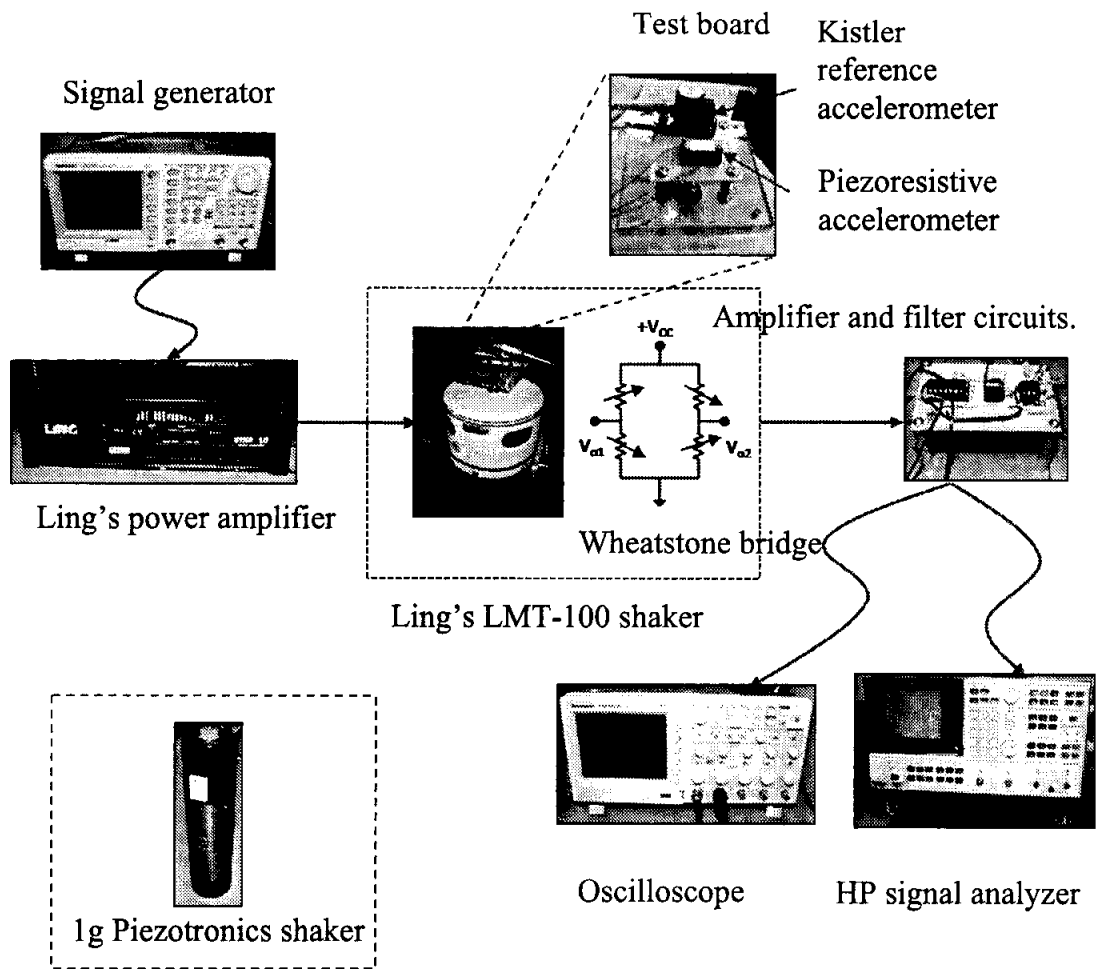 Test board
Kistler
reference
accelerometer
Signal generator
Piezoresistive
accelerometer
+Vcc
Amplifier and filter circuits.
LING
Vo1
Vo2
Ling's power amplifier
Wheatstone bridge
Ling's LMT-100 shaker
1g Piezotronics shaker
Oscilloscope
HP signal analyzer